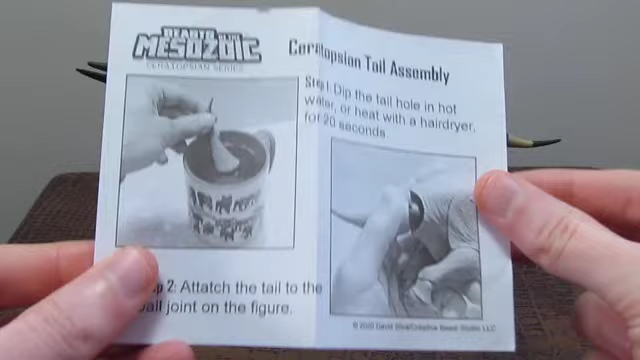 BEASTS OF THE
MESOZOIC
CERATOPSIAN SERIES
Ceratopsian Tail Assembly
Step 1: Dip the tail hole in hot
water, or heat with a hairdryer,
for 20 seconds.
2: Attatch the tail to the
ball joint on the figure.
© 2020 David Silva/Creative Beast Studio LLC